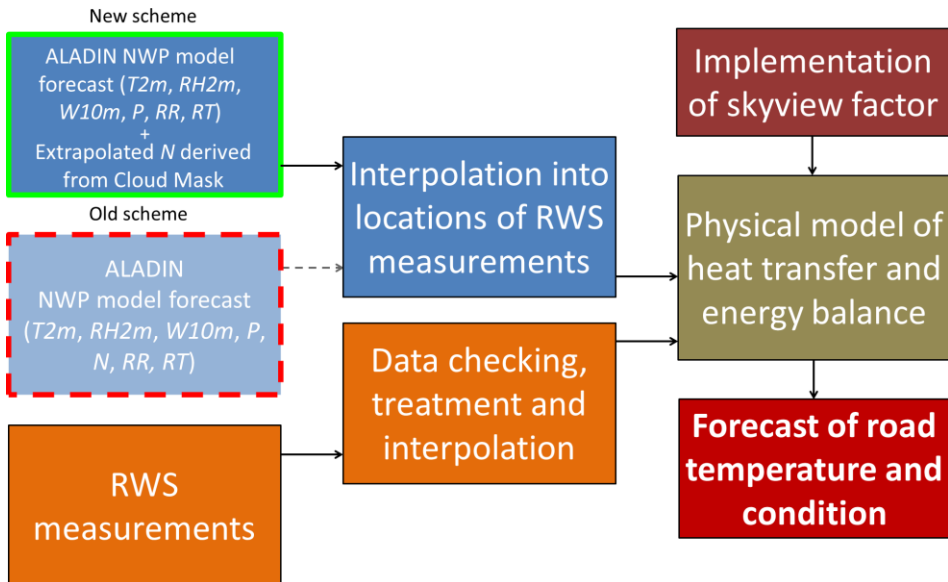 New scheme
ALADIN NWP model
forecast (T2m, RH2m,
W10m, P, RR, RT)
+
Extrapolated N derived
from Cloud Mask
Old scheme
ALADIN
NWP model forecast
(T2m, RH2m, W10m, P,
N, RR, RT)
RWS
measurements
Interpolation into
locations of RWS
measurements
Data checking,
treatment and
interpolation
Implementation
of skyview factor
Physical model of
heat transfer and
energy balance
Forecast of road
temperature and
condition